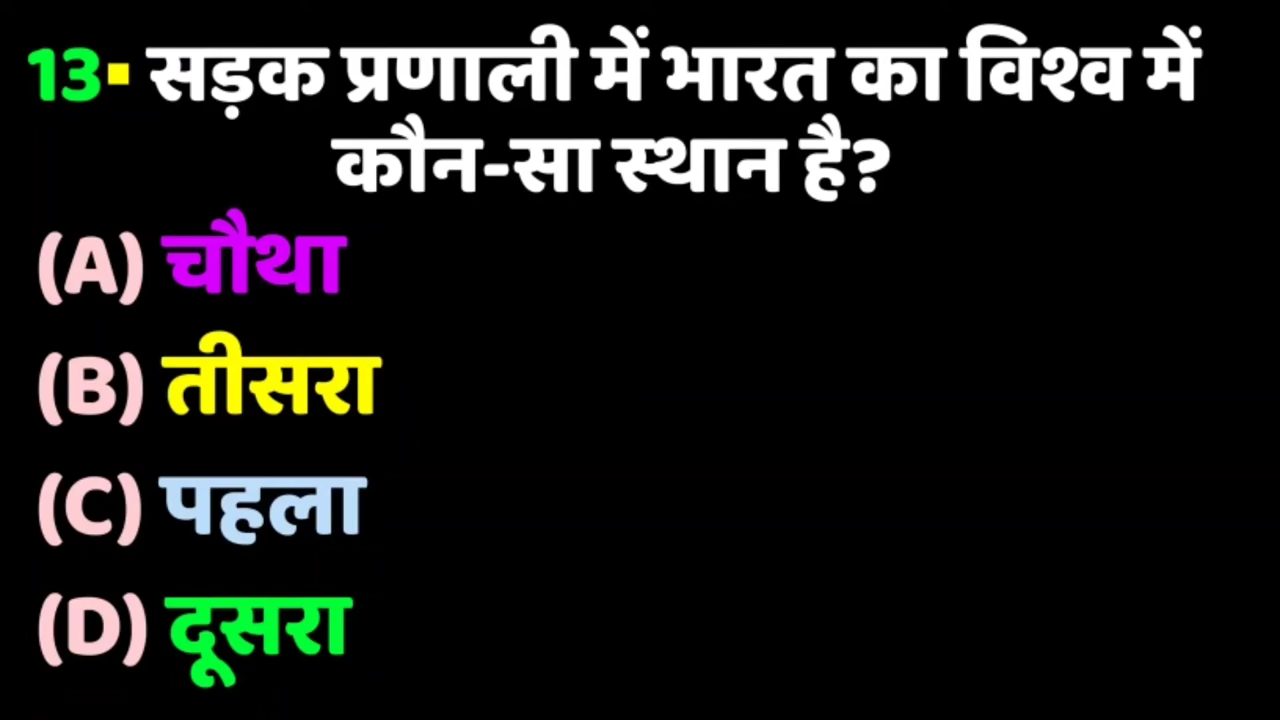 13▪ सड़क प्रणाली में भारत का विश्व में
कौन-सा स्थान है?
(A) चौथा
(B) तीसरा
(C) पहला
(D) दूसरा